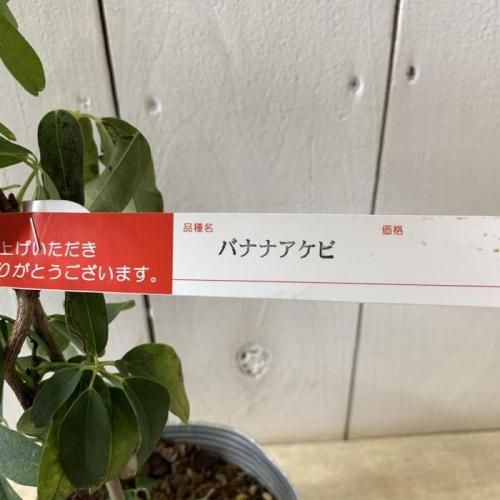 上げいただき
りがとうございます。
品種名
バナナアケビ
価格